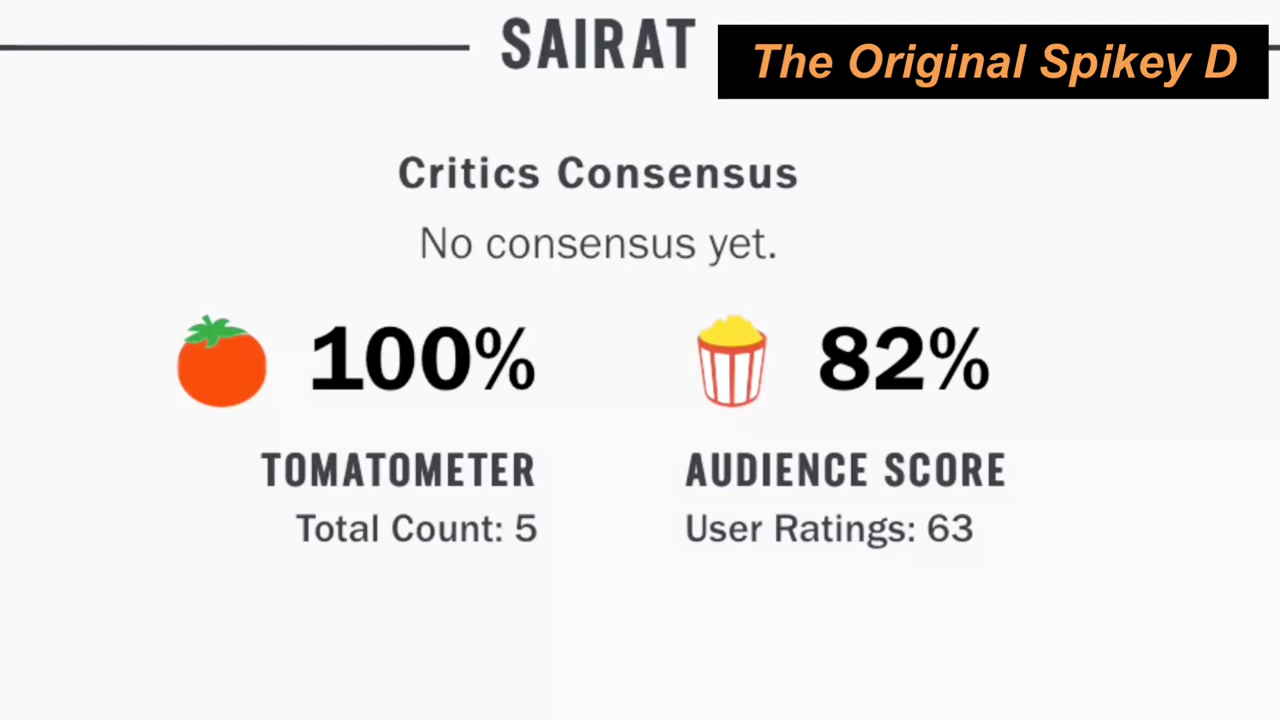 SAIRAT
The Original Spikey D
Critics Consensus
No consensus yet.
100%
82%
TOMATOMETER
AUDIENCE SCORE
Total Count: 5
User Ratings: 63